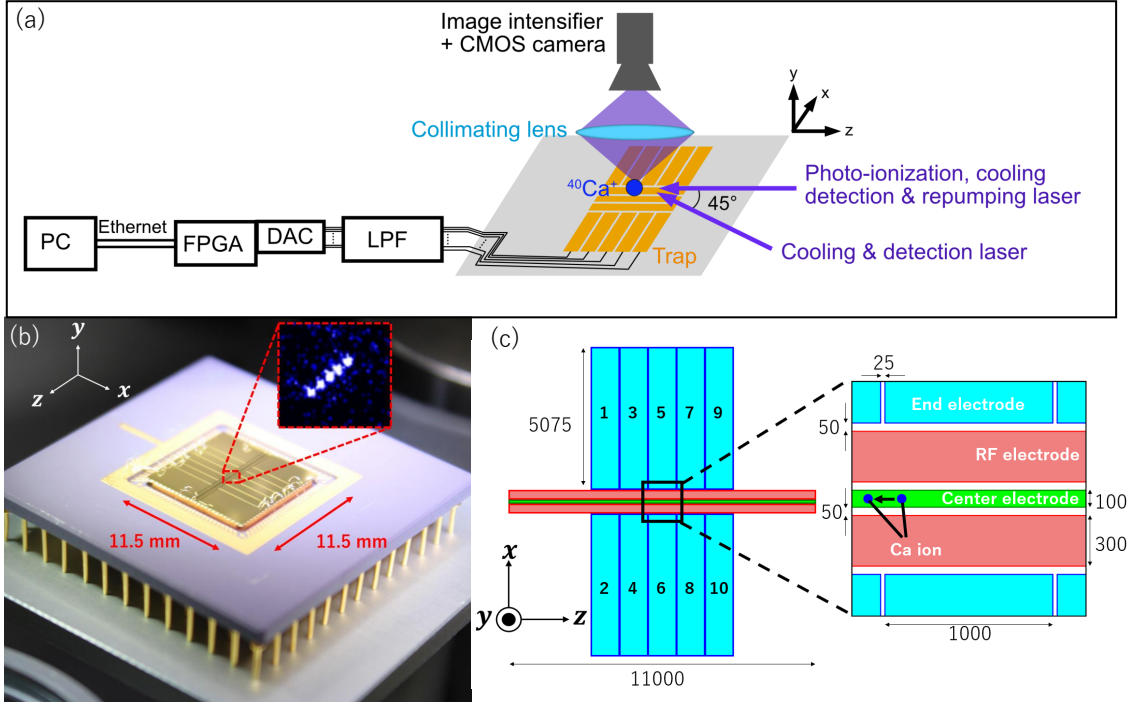 (a)
Image intensifier
+ CMOS camera
y
x
z
Collimating lens
Photo-ionization, cooling
detection & repumping laser
⁴⁰Ca⁺
45°
Cooling & detection laser
Trap
PC
Ethernet
FPGA
DAC
LPF
(b)
y
z
x
11.5 mm
11.5 mm
(c)
5075
1 3 5 7 9
2 4 6 8 10
x
y
z
11000
25
End electrode
50
RF electrode
Center electrode
100
50
Ca ion
300
1000